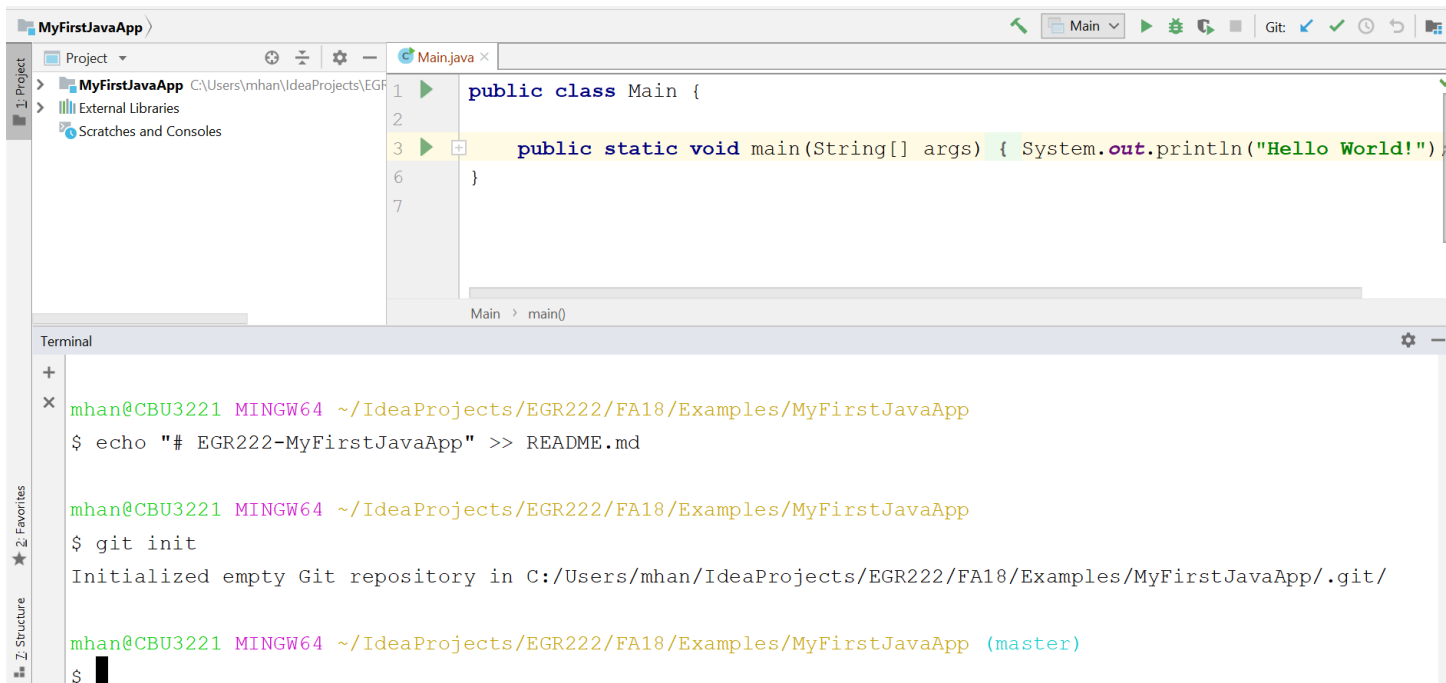 MyFirstJavaApp
Main
Git:
1: Project
Project
Main.java
MyFirstJavaApp C:\Users\mhan\IdeaProjects\EGR
External Libraries
Scratches and Consoles
1 public class Main {
2
3 public static void main(String[] args) { System.out.println("Hello World!");
6 }
7
Main > main()
Terminal
mhan@CBU3221 MINGW64 ~/IdeaProjects/EGR222/FA18/Examples/MyFirstJavaApp
$ echo "# EGR222-MyFirstJavaApp" >> README.md
mhan@CBU3221 MINGW64 ~/IdeaProjects/EGR222/FA18/Examples/MyFirstJavaApp
$ git init
Initialized empty Git repository in C:/Users/mhan/IdeaProjects/EGR222/FA18/Examples/MyFirstJavaApp/.git/
mhan@CBU3221 MINGW64 ~/IdeaProjects/EGR222/FA18/Examples/MyFirstJavaApp (master)
$
2: Favorites
7: Structure